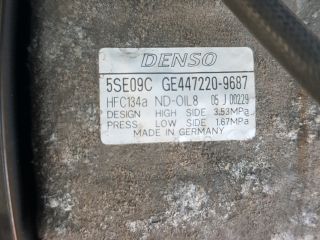 DENSO
5SE09C GE447220-9687
HFC134a ND-OIL8 05 J 00229
DESIGN HIGH SIDE 3.53MPa
PRESS. LOW SIDE 1.67MPa
MADE IN GERMANY